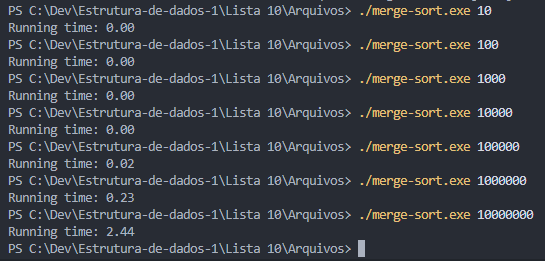 PS C:\Dev\Estrutura-de-dados-1\Lista 10\Arquivos> ./merge-sort.exe 10
Running time: 0.00
PS C:\Dev\Estrutura-de-dados-1\Lista 10\Arquivos> ./merge-sort.exe 100
Running time: 0.00
PS C:\Dev\Estrutura-de-dados-1\Lista 10\Arquivos> ./merge-sort.exe 1000
Running time: 0.00
PS C:\Dev\Estrutura-de-dados-1\Lista 10\Arquivos> ./merge-sort.exe 10000
Running time: 0.00
PS C:\Dev\Estrutura-de-dados-1\Lista 10\Arquivos> ./merge-sort.exe 100000
Running time: 0.02
PS C:\Dev\Estrutura-de-dados-1\Lista 10\Arquivos> ./merge-sort.exe 1000000
Running time: 0.23
PS C:\Dev\Estrutura-de-dados-1\Lista 10\Arquivos> ./merge-sort.exe 10000000
Running time: 2.44
PS C:\Dev\Estrutura-de-dados-1\Lista 10\Arquivos>